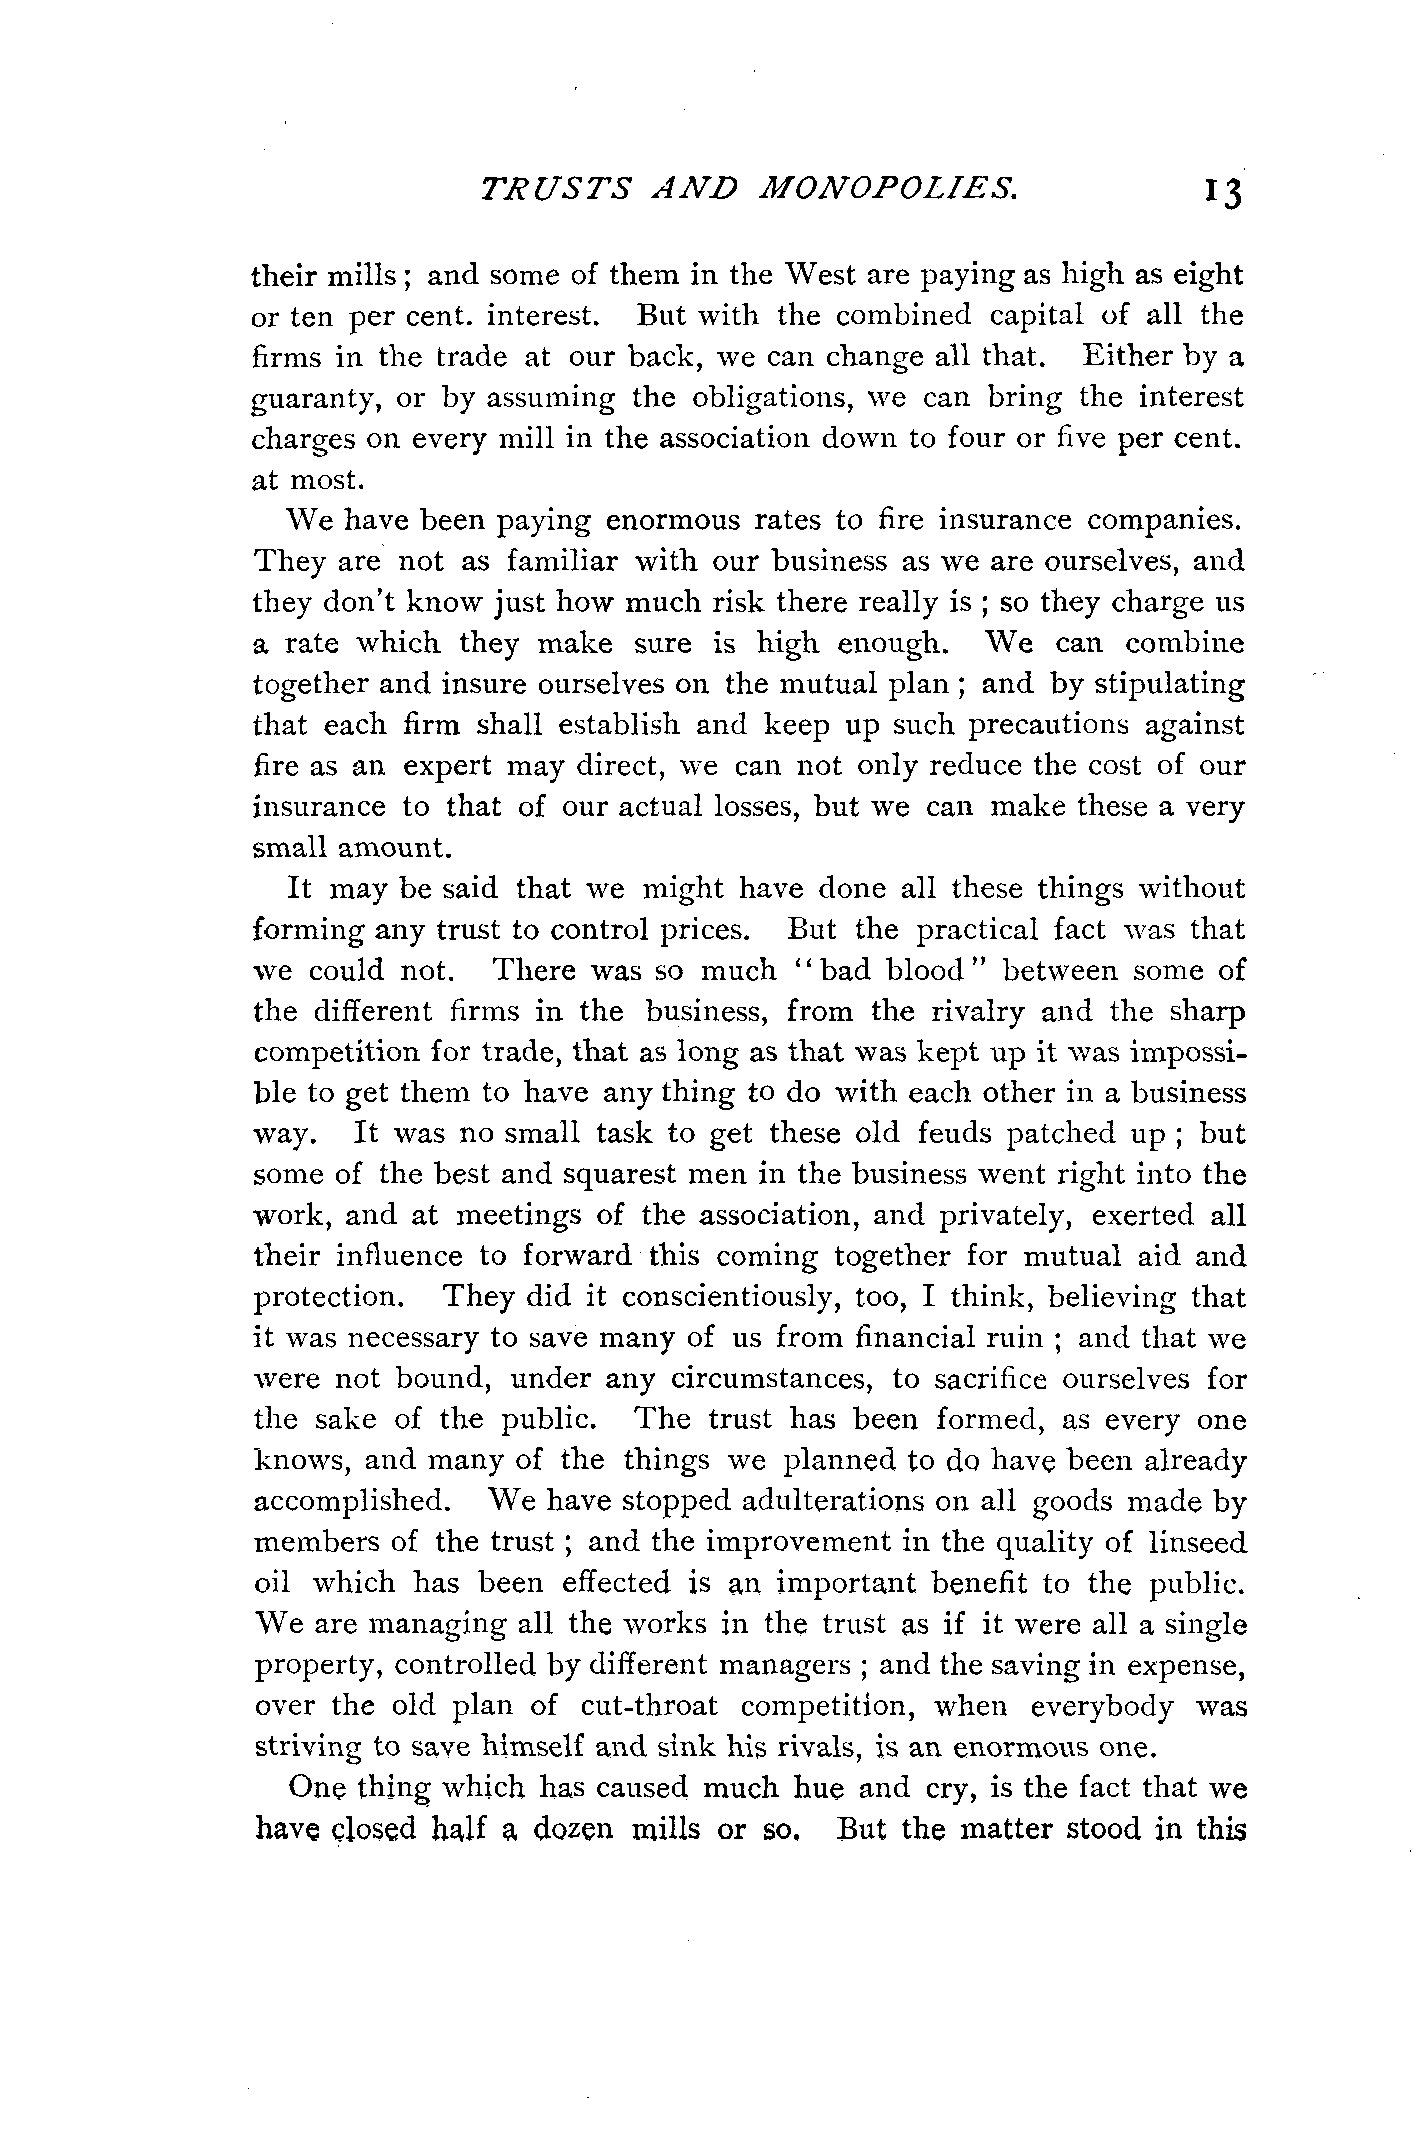 TRUSTS AND MONOPOLIES. 13
their mills ; and some of them in the West are paying as high as eight
or ten per cent. interest. But with the combined capital of all the
firms in the trade at our back, we can change all that. Either by a
guaranty, or by assuming the obligations, we can bring the interest
charges on every mill in the association down to four or five per cent.
at most.
We have been paying enormous rates to fire insurance companies.
They are not as familiar with our business as we are ourselves, and
they don't know just how much risk there really is ; so they charge us
a rate which they make sure is high enough. We can combine
together and insure ourselves on the mutual plan ; and by stipulating
that each firm shall establish and keep up such precautions against
fire as an expert may direct, we can not only reduce the cost of our
insurance to that of our actual losses, but we can make these a very
small amount.
It may be said that we might have done all these things without
forming any trust to control prices. But the practical fact was that
we could not. There was so much “bad blood” between some of
the different firms in the business, from the rivalry and the sharp
competition for trade, that as long as that was kept up it was impossi-
ble to get them to have any thing to do with each other in a business
way. It was no small task to get these old feuds patched up ; but
some of the best and squarest men in the business went right into the
work, and at meetings of the association, and privately, exerted all
their influence to forward this coming together for mutual aid and
protection. They did it conscientiously, too, I think, believing that
it was necessary to save many of us from financial ruin ; and that we
were not bound, under any circumstances, to sacrifice ourselves for
the sake of the public. The trust has been formed, as every one
knows, and many of the things we planned to do have been already
accomplished. We have stopped adulterations on all goods made by
members of the trust ; and the improvement in the quality of linseed
oil which has been effected is an important benefit to the public.
We are managing all the works in the trust as if it were all a single
property, controlled by different managers ; and the saving in expense,
over the old plan of cut-throat competition, when everybody was
striving to save himself and sink his rivals, is an enormous one.
One thing which has caused much hue and cry, is the fact that we
have closed half a dozen mills or so. But the matter stood in this